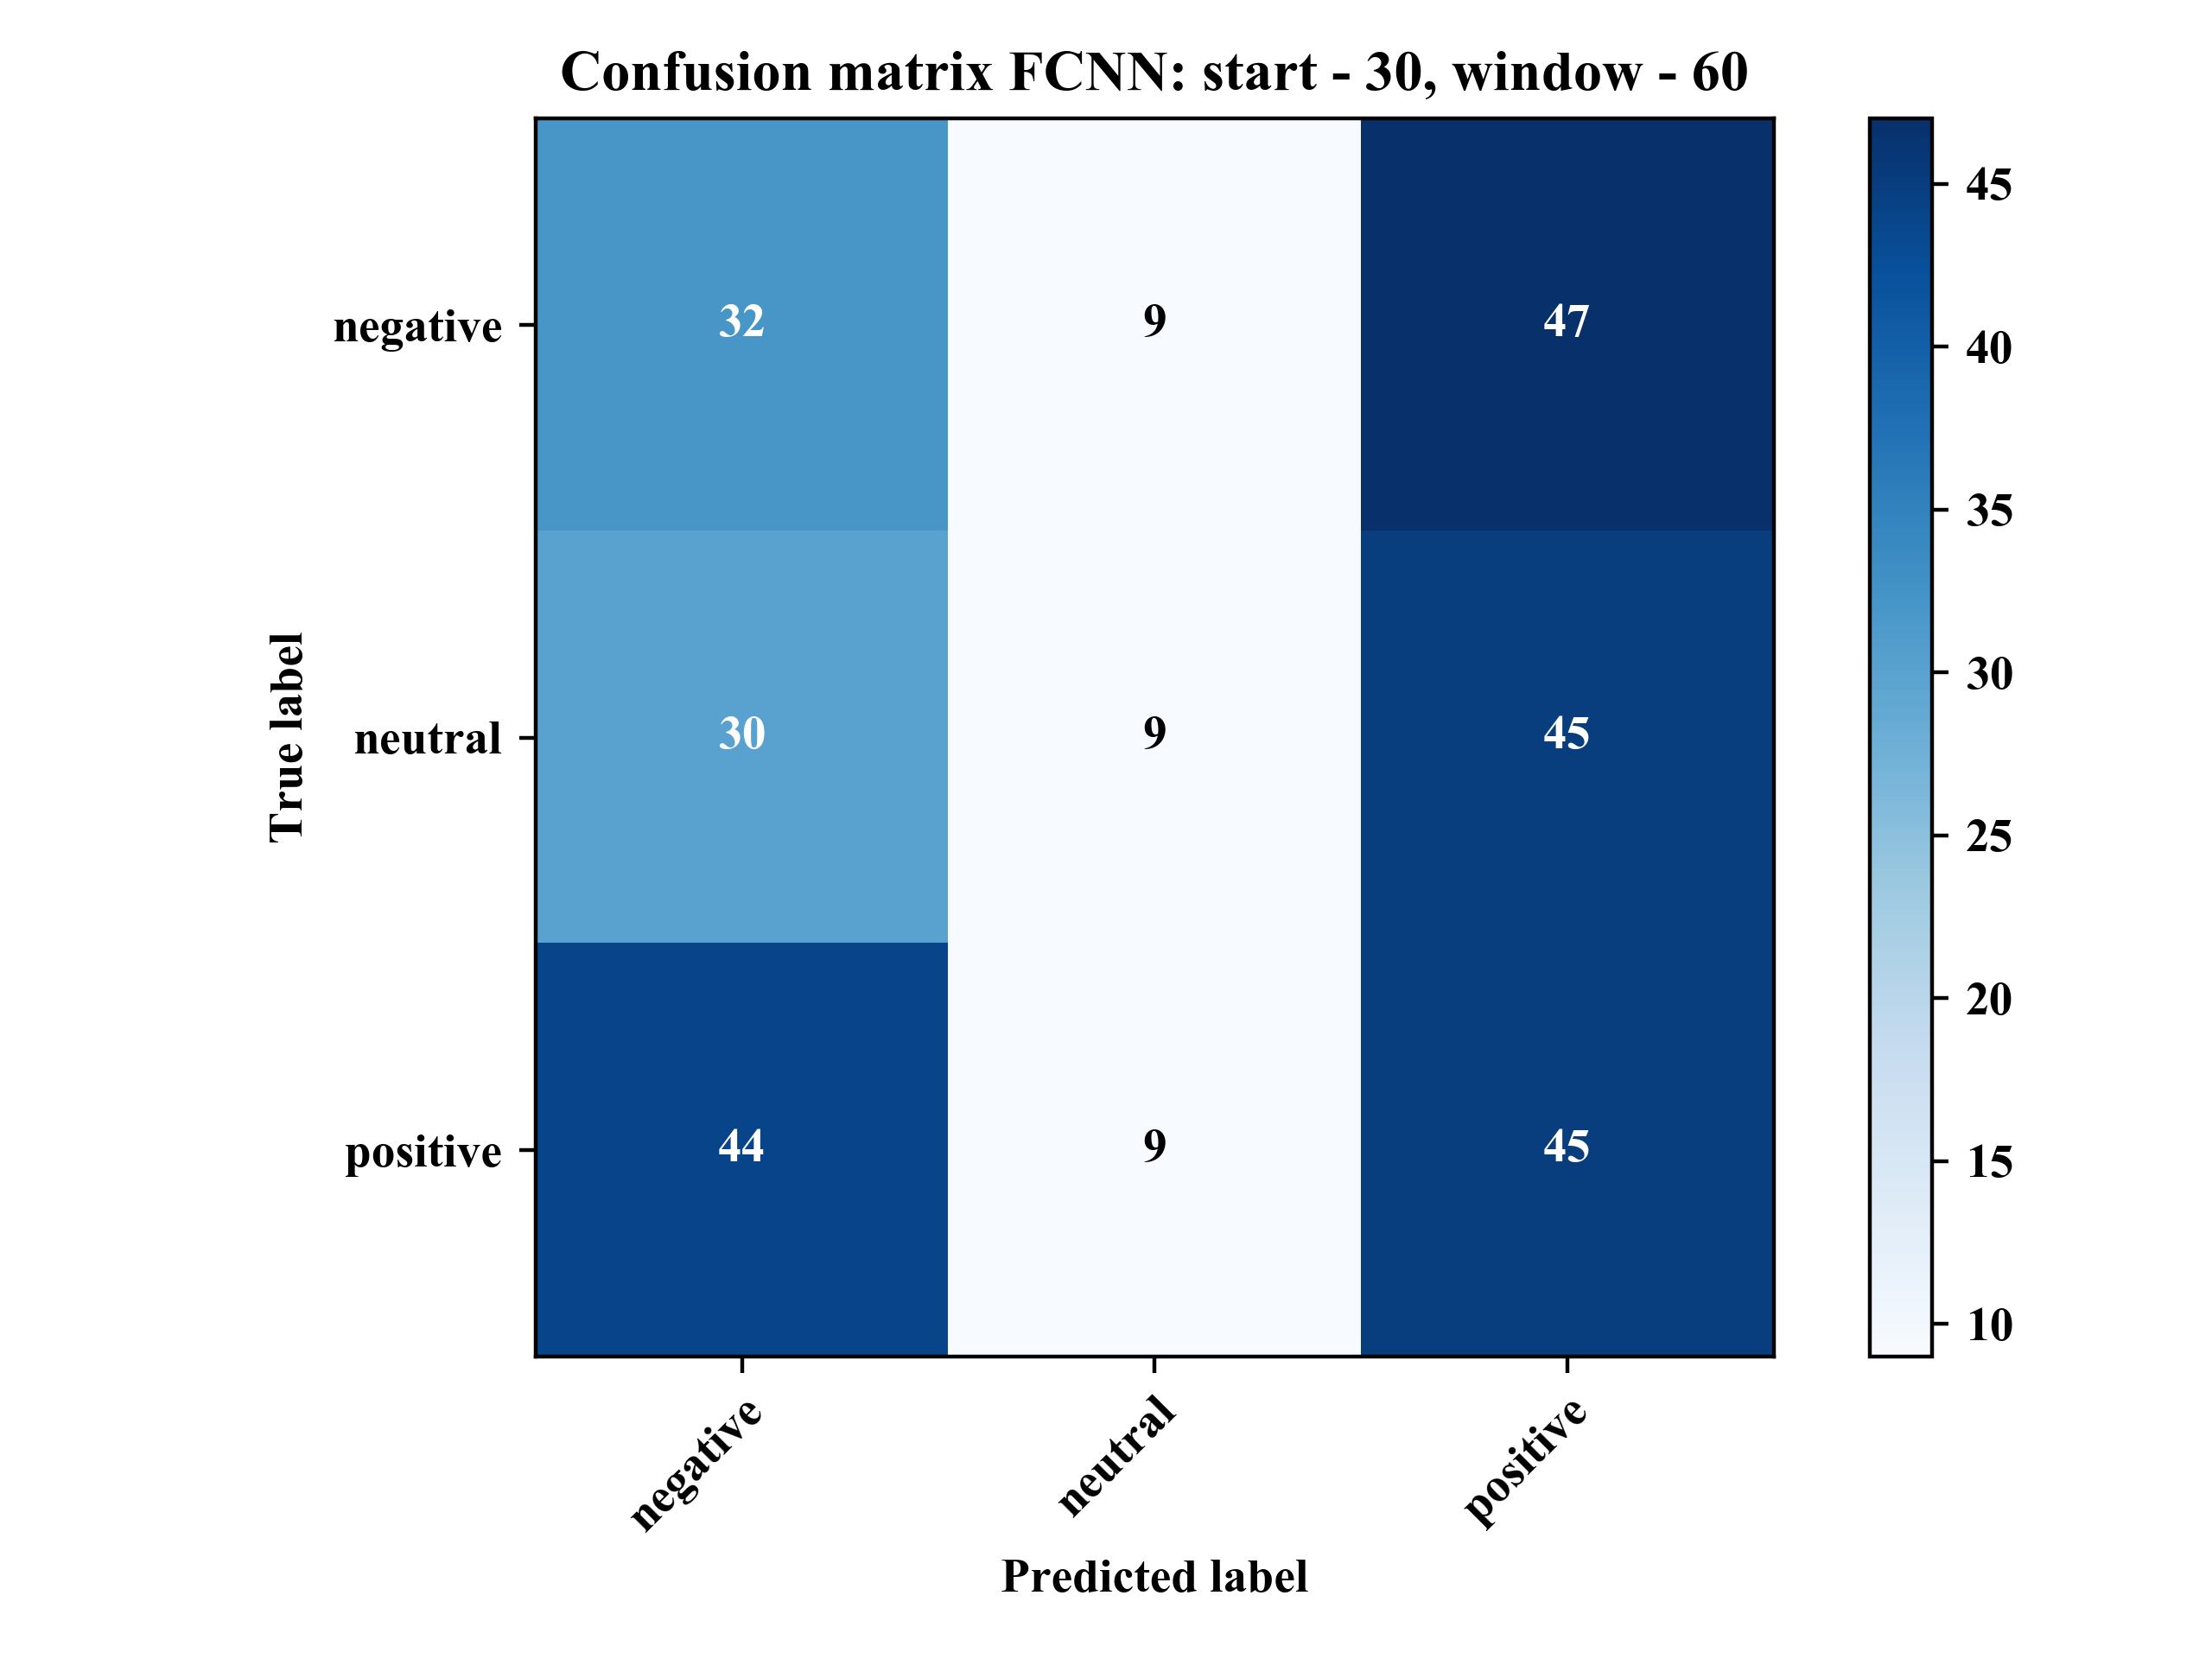 Confusion matrix FCNN: start - 30, window - 60
True label
negative
32
9
47
neutral
30
9
45
positive
44
9
45
negative
neutral
positive
Predicted label
45
40
35
30
25
20
15
10